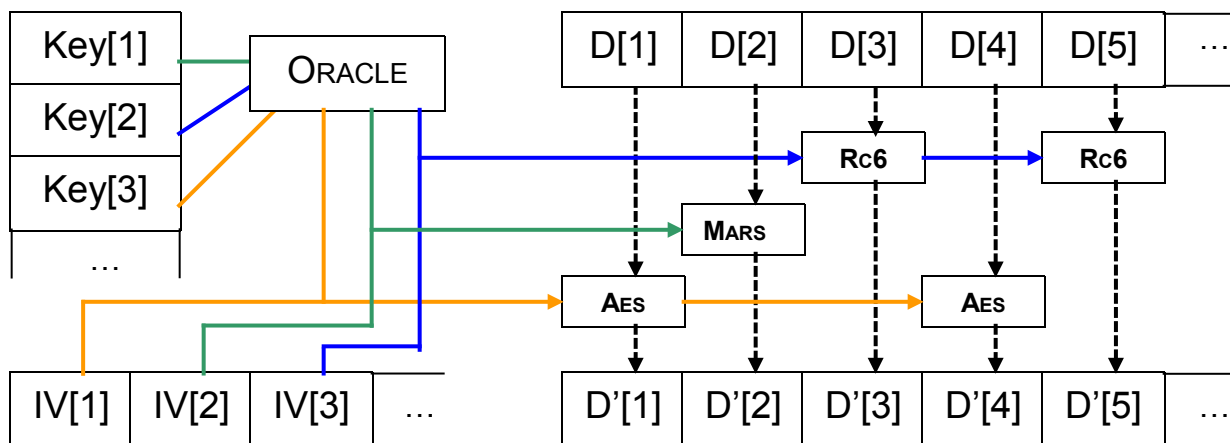 Key[1]
Key[2]
Key[3]
…
ORACLE
D[1] D[2] D[3] D[4] D[5] …
RC6 RC6
MARS
AES AES
IV[1] IV[2] IV[3] …
D’[1] D’[2] D’[3] D’[4] D’[5] …